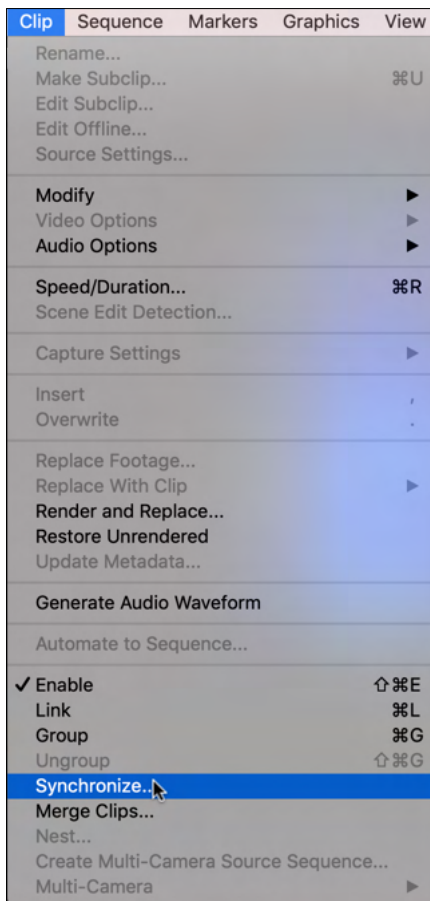 Clip Sequence Markers Graphics View
Rename...
Make Subclip... ⌘U
Edit Subclip...
Edit Offline...
Source Settings...
Modify ▶
Video Options ▶
Audio Options ▶
Speed/Duration... ⌘R
Scene Edit Detection...
Capture Settings ▶
Insert ,
Overwrite .
Replace Footage...
Replace With Clip ▶
Render and Replace...
Restore Unrendered
Update Metadata...
Generate Audio Waveform
Automate to Sequence...
✓ Enable ⇧⌘E
Link ⌘L
Group ⌘G
Ungroup ⇧⌘G
Synchronize...
Merge Clips...
Nest...
Create Multi-Camera Source Sequence...
Multi-Camera ▶